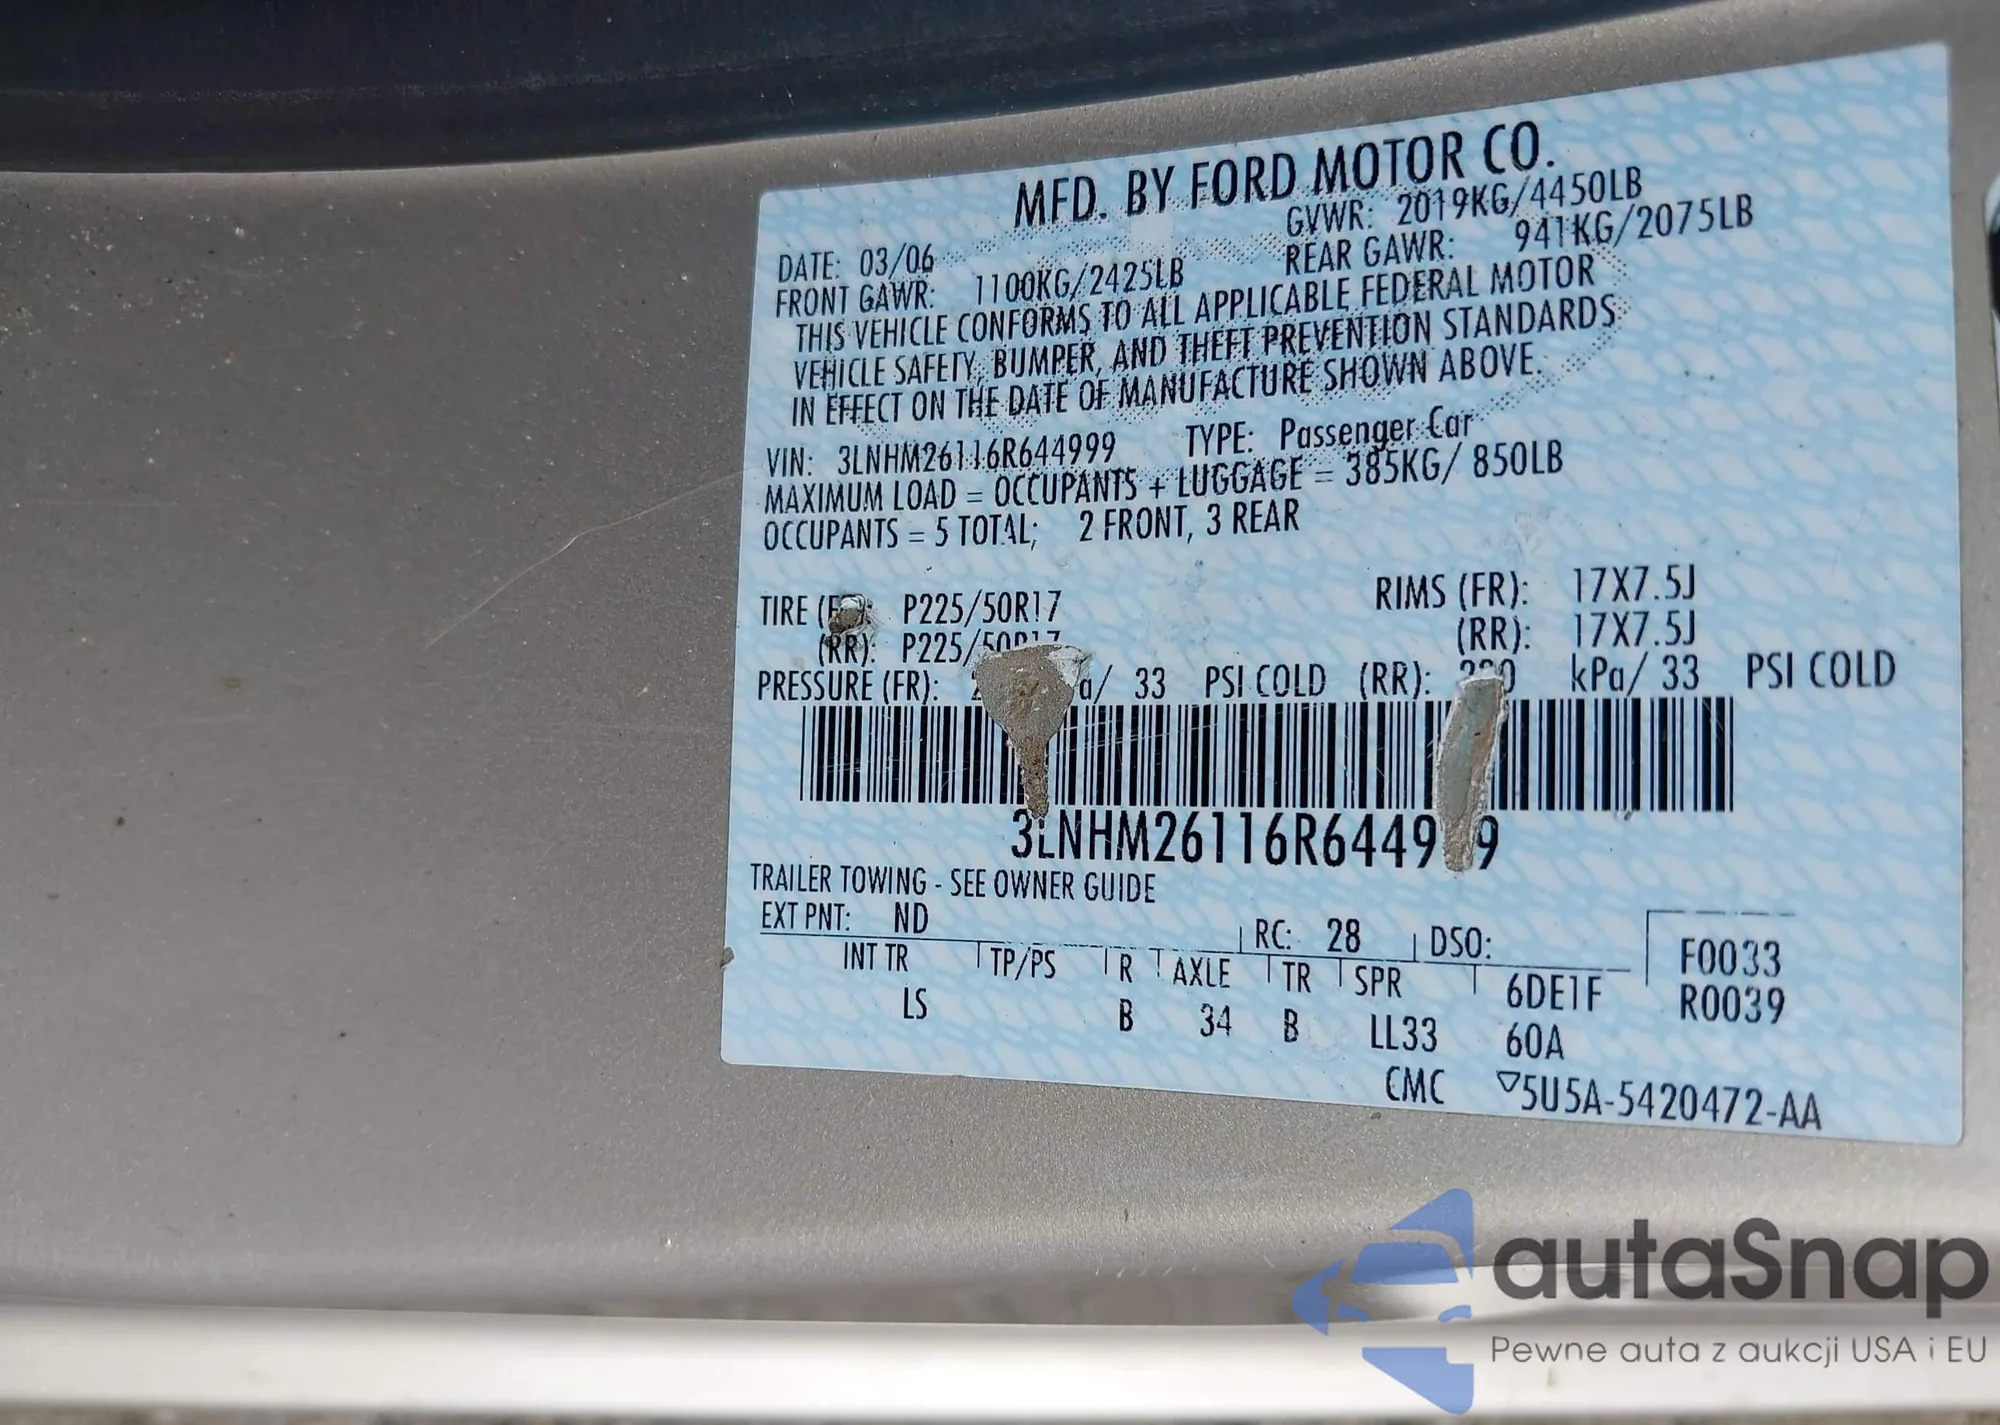 MFD. BY FORD MOTOR CO.
DATE: 03/06 GVWR: 2019KG/4450LB
FRONT GAWR: 1100KG/2425LB REAR GAWR: 941KG/2075LB
THIS VEHICLE CONFORMS TO ALL APPLICABLE FEDERAL MOTOR
VEHICLE SAFETY, BUMPER, AND THEFT PREVENTION STANDARDS
IN EFFECT ON THE DATE OF MANUFACTURE SHOWN ABOVE.
VIN: 3LNHM26116R644999 TYPE: Passenger Car
MAXIMUM LOAD = OCCUPANTS + LUGGAGE = 385KG/ 850LB
OCCUPANTS = 5 TOTAL; 2 FRONT, 3 REAR
TIRE P225/50R17 RIMS (FR): 17X7.5J
(RR): P225/50R17 (RR): 17X7.5J
PRESSURE (FR): 33 PSI COLD (RR): kPa/ 33 PSI COLD
3LNHM26116R644999
TRAILER TOWING - SEE OWNER GUIDE
EXT PNT: ND RC: 28 DSO: F0033
INT TR TP/PS R AXLE TR SPR 6DE1F R0039
LS B 34 B LL33 60A
CMC ▽5U5A-5420472-AA
autaSnap
Pewne auta z aukcji USA i EU